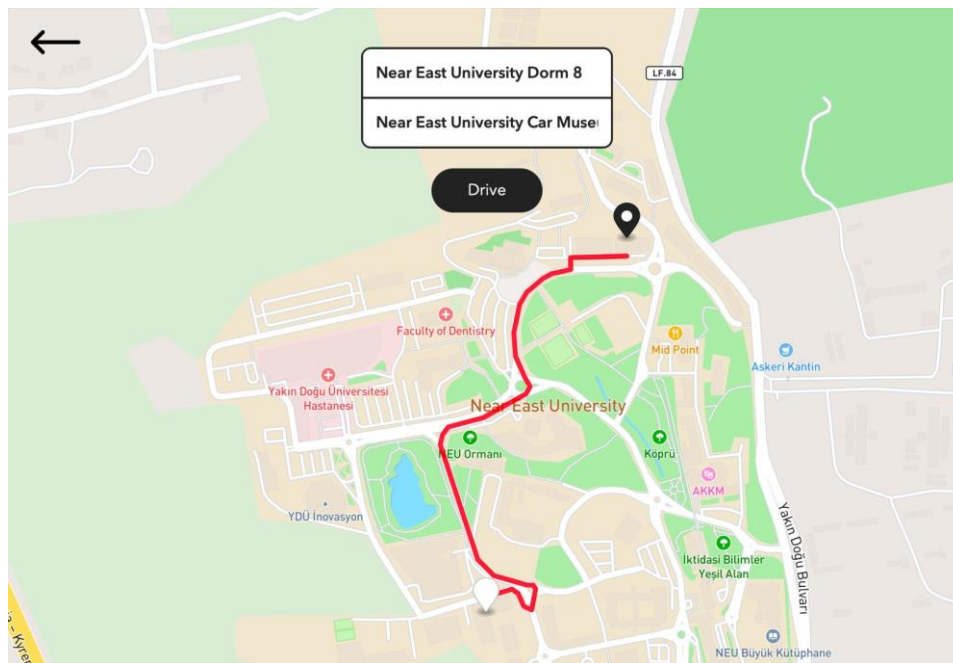 Near East University Dorm 8
Near East University Car Muse
Drive
LF.84
Faculty of Dentistry
Mid Point
Askeri Kantin
Yakın Doğu Üniversitesi
Hastanesi
Near East University
NEU Ormanı
Köprü
AKKM
YDÜ İnovasyon
Yakın Doğu Bulvarı
İktidasi Bilimler
Yeşil Alan
NEU Büyük Kütüphane
– Kyren